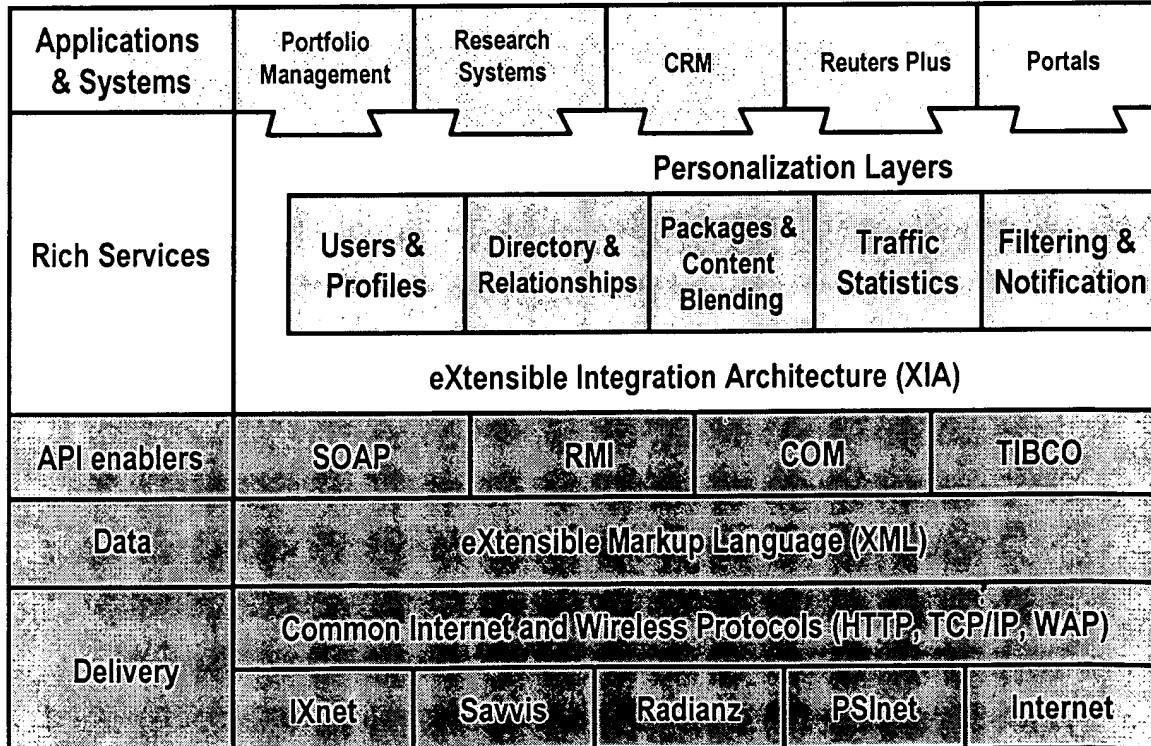 Applications
& Systems
Portfolio
Management
Research
Systems
CRM
Reuters Plus
Portals
Rich Services
Personalization Layers
Users &
Profiles
Directory &
Relationships
Packages &
Content
Blending
Traffic
Statistics
Filtering &
Notification
eXtensible Integration Architecture (XIA)
API enablers
SOAP
RMI
COM
TIBCO
Data
eXtensible Markup Language (XML)
Delivery
Common Internet and Wireless Protocols (HTTP, TCP/IP, WAP)
IXnet
Savvis
Radianz
PSInet
Internet